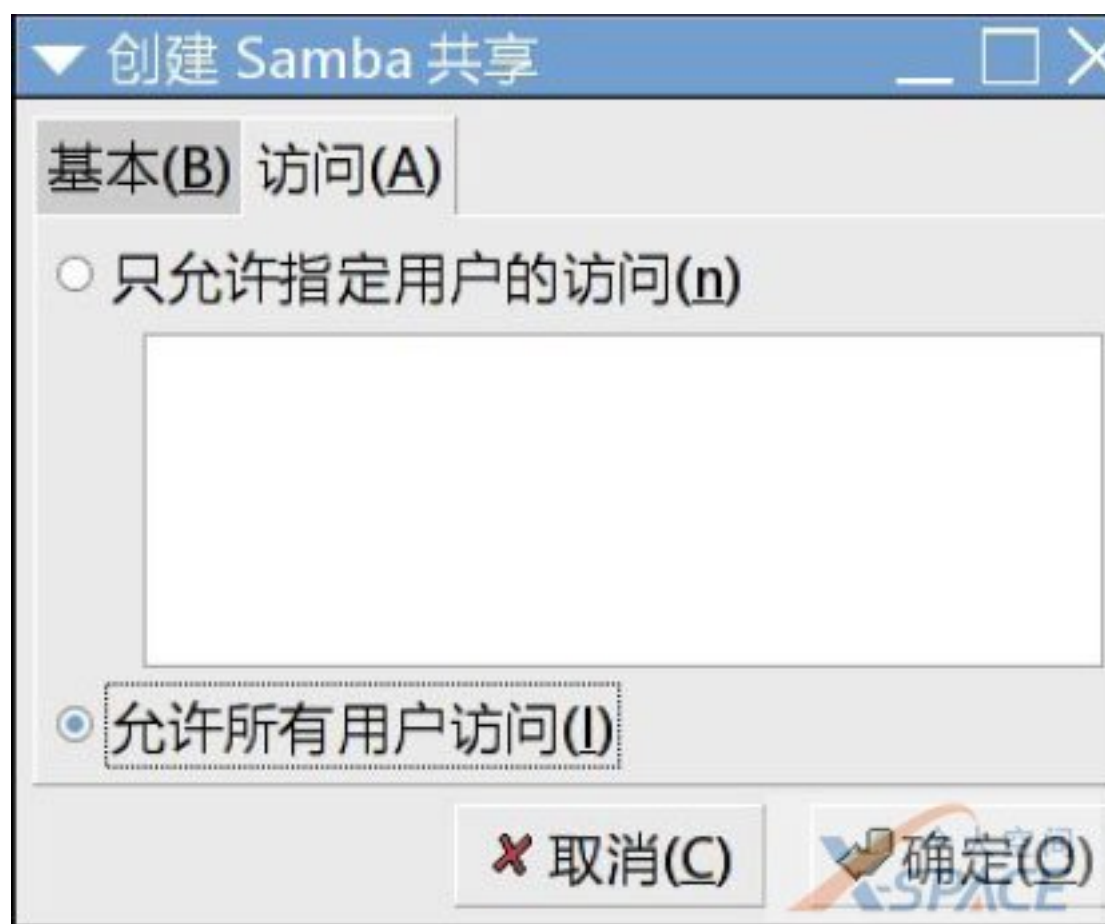 创建 Samba 共享
基本(B) 访问(A)
只允许指定用户的访问(n)
允许所有用户访问(I)
取消(C) 确定(O)
X-SPACE